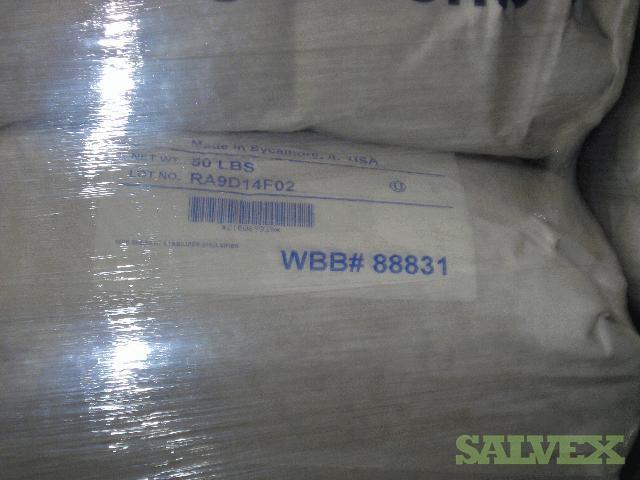 Made in Sycamore, IL USA
NET WT. 50 LBS
LOT NO. RA9D14F02
WBB# 88831
SALVEX